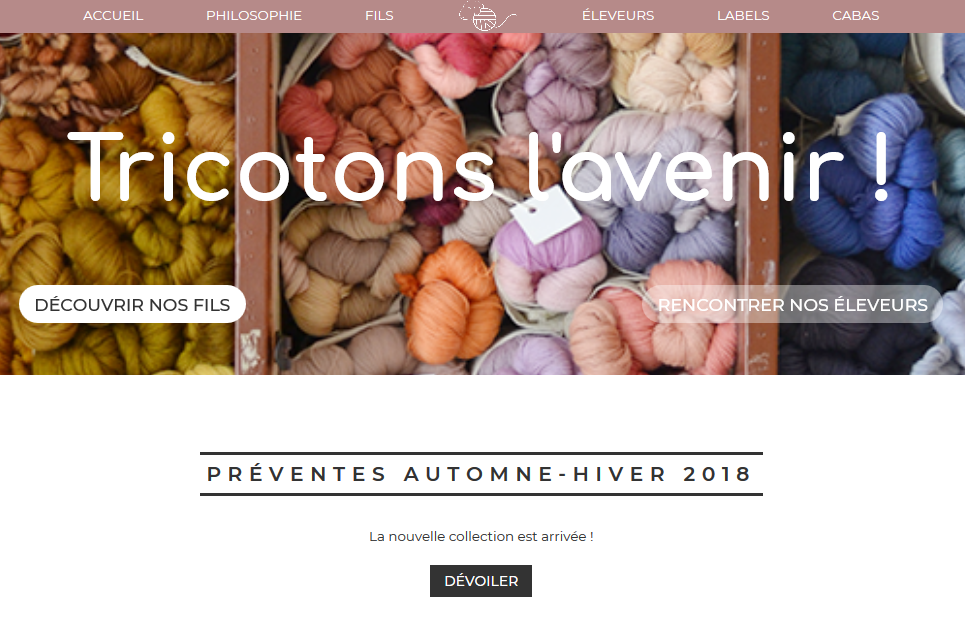 ACCUEIL PHILOSOPHIE FILS ÉLEVEURS LABELS CABAS
Tricotons l'avenir !
DÉCOUVRIR NOS FILS RENCONTRER NOS ÉLEVEURS
PRÉVENTES AUTOMNE-HIVER 2018
La nouvelle collection est arrivée !
DÉVOILER